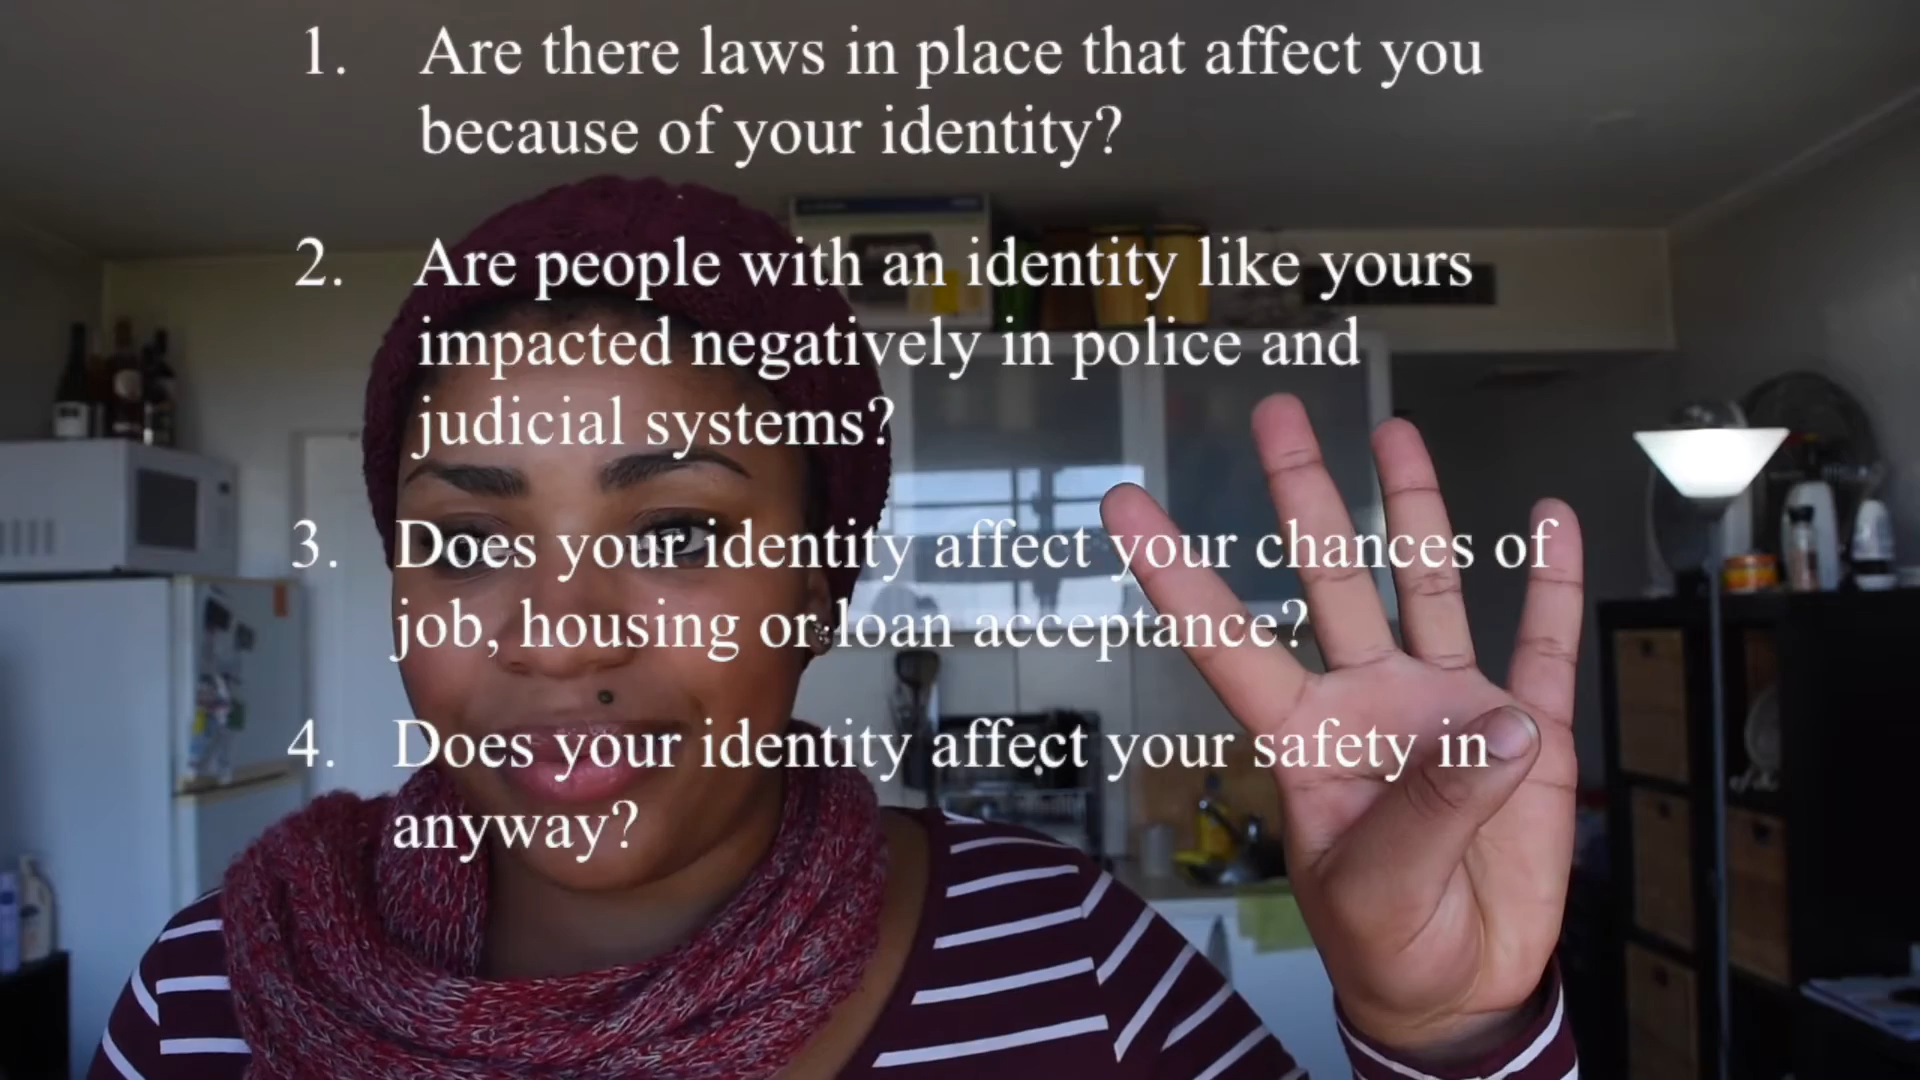 1. Are there laws in place that affect you
because of your identity?
2. Are people with an identity like yours
impacted negatively in police and
judicial systems?
3. Does your identity affect your chances of
job, housing or loan acceptance?
4. Does your identity affect your safety in
anyway?